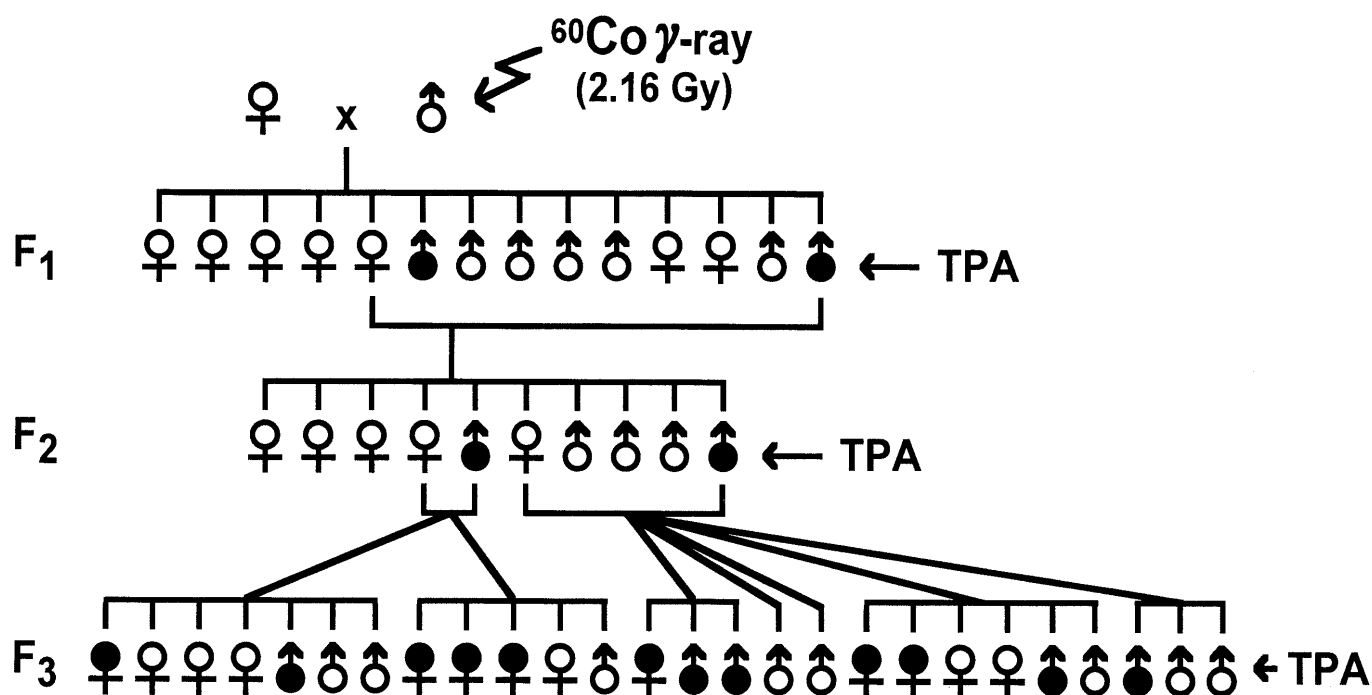 ⁶⁰Co γ-ray
(2.16 Gy)
x
F₁
TPA
F₂
TPA
F₃
TPA